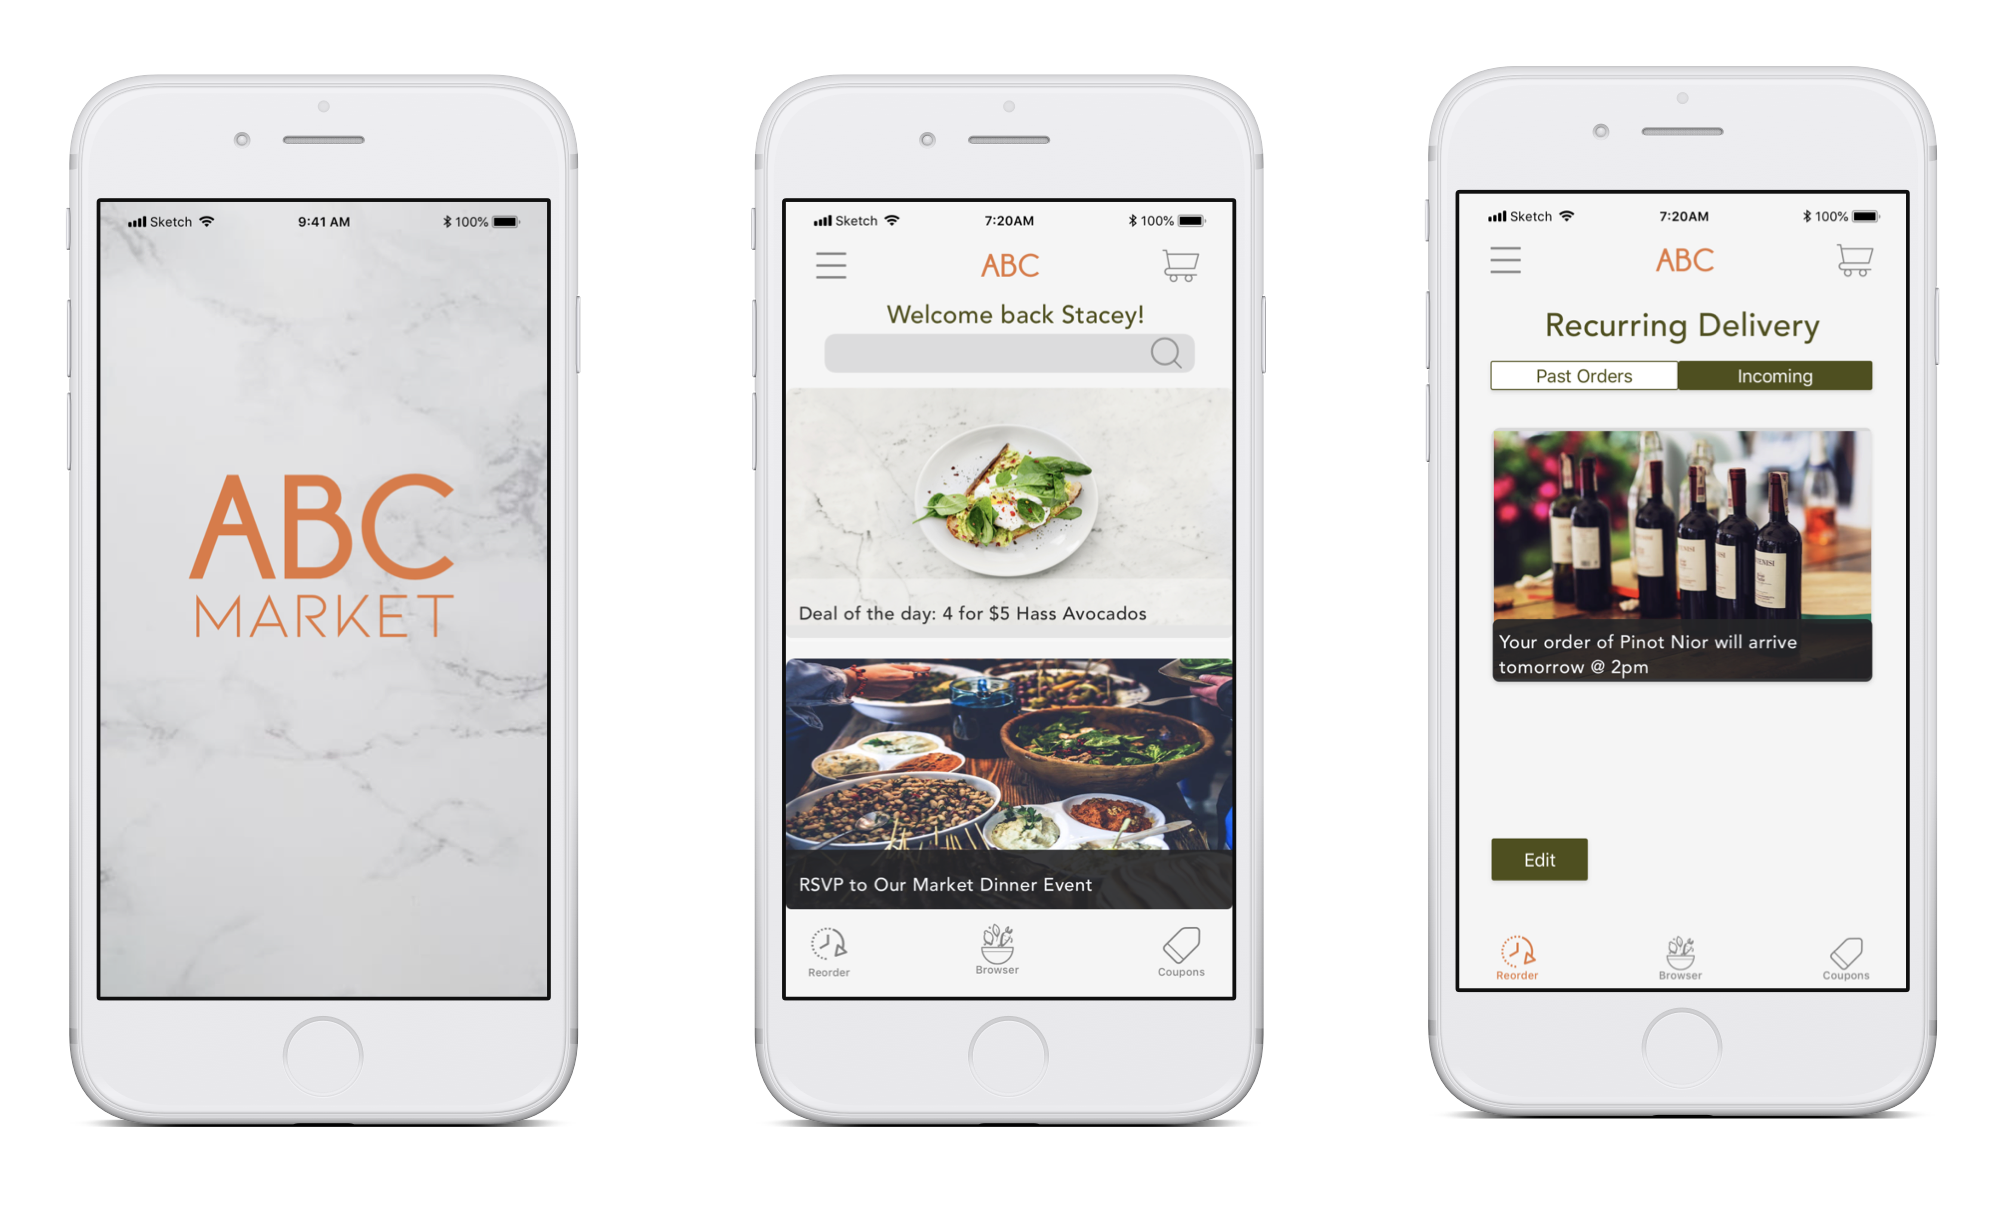 Sketch 9:41 AM 100%
ABC
MARKET
Sketch 7:20AM 100%
ABC
Welcome back Stacey!
Deal of the day: 4 for $5 Hass Avocados
RSVP to Our Market Dinner Event
Reorder Browser Coupons
Sketch 7:20AM 100%
ABC
Recurring Delivery
Past Orders Incoming
Your order of Pinot Nior will arrive
tomorrow @ 2pm
Edit
Reorder Browser Coupons